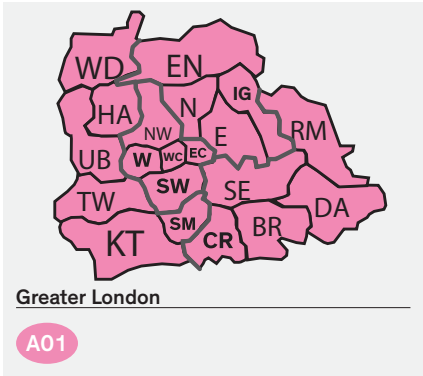 WD
EN
IG
HA
N
RM
NW
E
UB
W
WC
EC
SW
SE
TW
DA
SM
BR
KT
CR
Greater London
A01